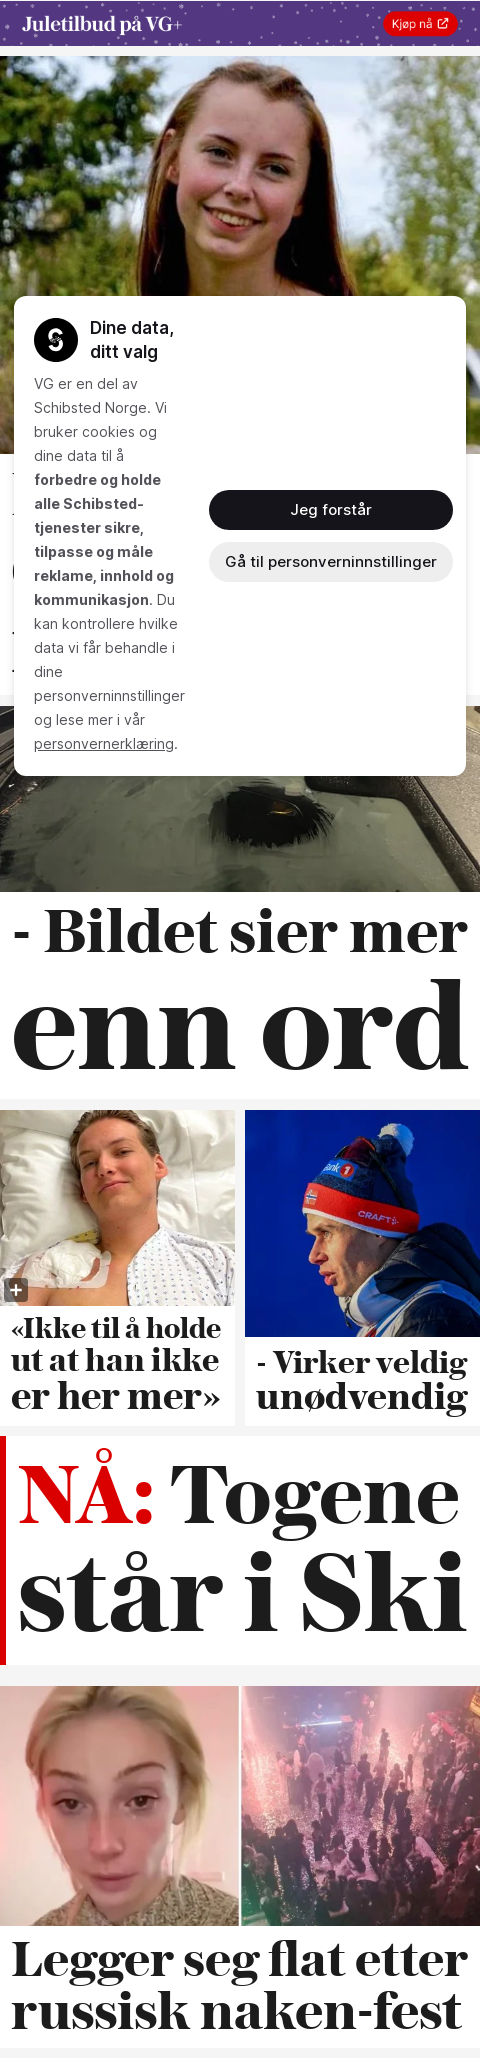 Juletilbud på VG+
Kjøp nå
Dine data,
ditt valg
VG er en del av
Schibsted Norge. Vi
bruker cookies og
dine data til å
forbedre og holde
alle Schibsted-
tjenester sikre,
tilpasse og måle
reklame, innhold og
kommunikasjon. Du
kan kontrollere hvilke
data vi får behandle i
dine
personverninnstillinger
og lese mer i vår
personvernerklæring.
Jeg forstår
Gå til personverninnstillinger
- Bildet sier mer
enn ord
«Ikke til å holde
ut at han ikke
er her mer»
CRAFT
- Virker veldig
unødvendig
NÅ: Togene
står i Ski
Legger seg flat etter
russisk naken-fest